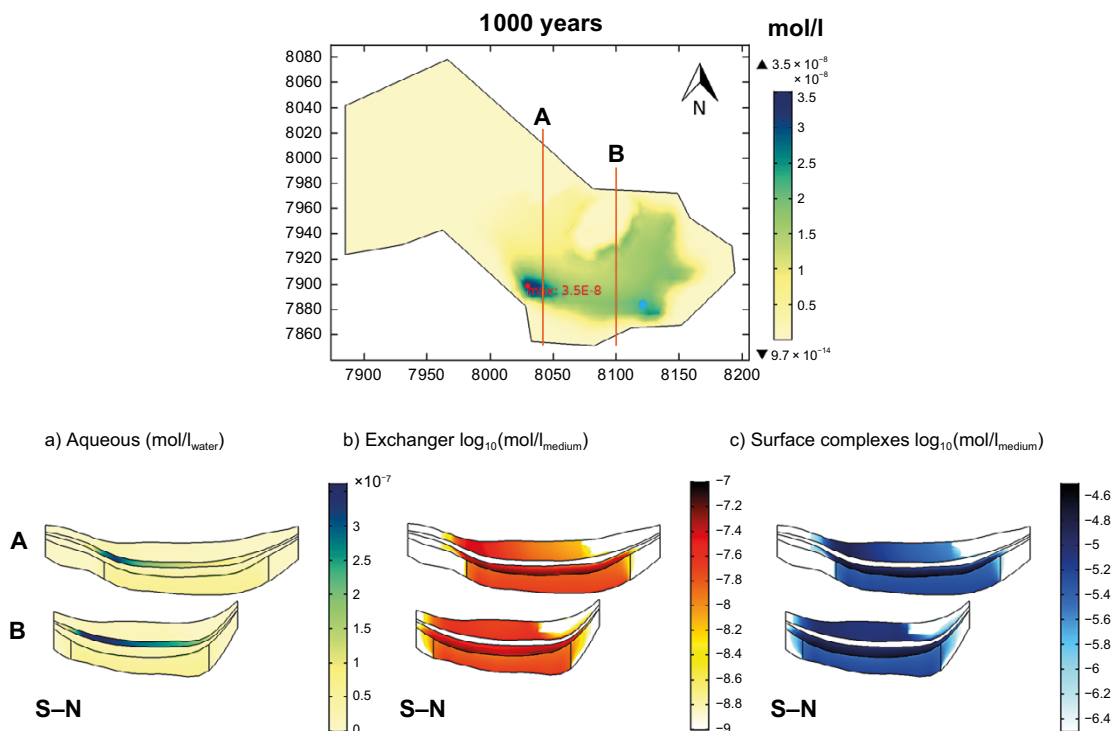 1000 years
mol/l
▲ 3.5 × 10⁻⁸
× 10⁻⁸
3.5
3
2.5
2
1.5
1
0.5
▼ 9.7 × 10⁻¹⁴
8080
8060
8040
8020
8000
7980
7960
7940
7920
7900
7880
7860
N
A
B
max: 3.5E-8
7900 7950 8000 8050 8100 8150 8200
a) Aqueous (mol/l_water)
b) Exchanger log₁₀(mol/l_medium)
c) Surface complexes log₁₀(mol/l_medium)
A
B
S–N
×10⁻⁷
3
2.5
2
1.5
1
0.5
0
S–N
−7
−7.2
−7.4
−7.6
−7.8
−8
−8.2
−8.4
−8.6
−8.8
−9
S–N
−4.6
−4.8
−5
−5.2
−5.4
−5.6
−5.8
−6
−6.2
−6.4